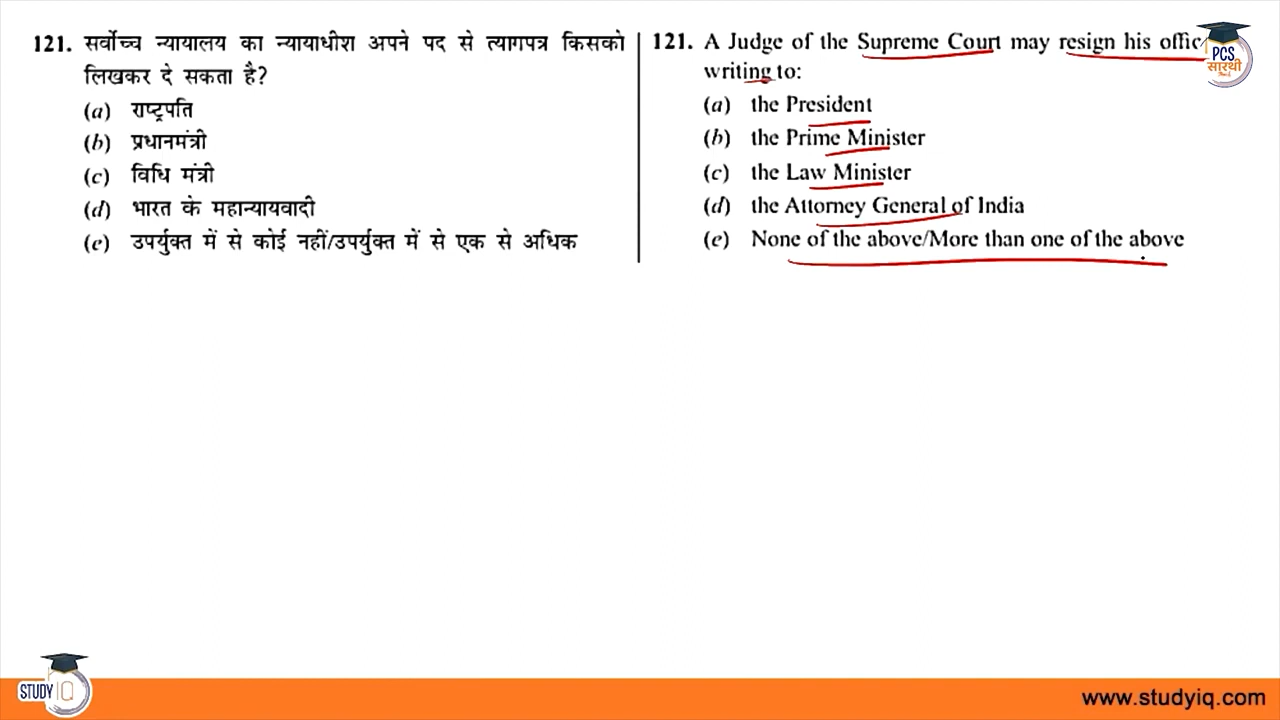 121. सर्वोच्च न्यायालय का न्यायाधीश अपने पद से त्यागपत्र किसको
लिखकर दे सकता है?
(a) राष्ट्रपति
(b) प्रधानमंत्री
(c) विधि मंत्री
(d) भारत के महान्यायवादी
(e) उपर्युक्त में से कोई नहीं/उपर्युक्त में से एक से अधिक
121. A Judge of the Supreme Court may resign his offic
writing to:
(a) the President
(b) the Prime Minister
(c) the Law Minister
(d) the Attorney General of India
(e) None of the above/More than one of the above
PCS
सारथी
STUDY IQ
www.studyiq.com